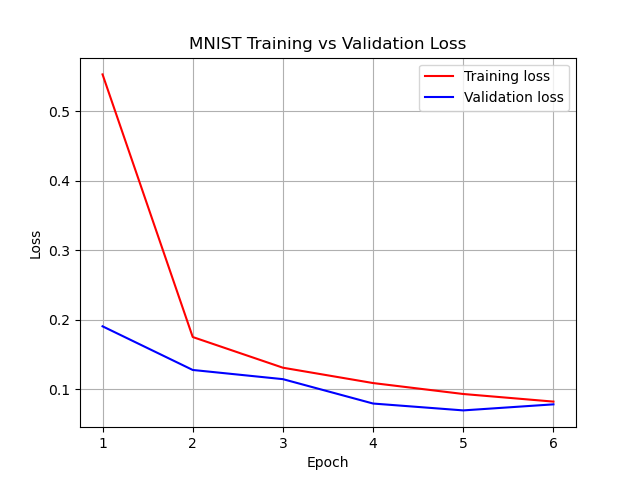 MNIST Training vs Validation Loss
Training loss
Validation loss
0.5
0.4
0.3
0.2
0.1
Loss
1 2 3 4 5 6
Epoch